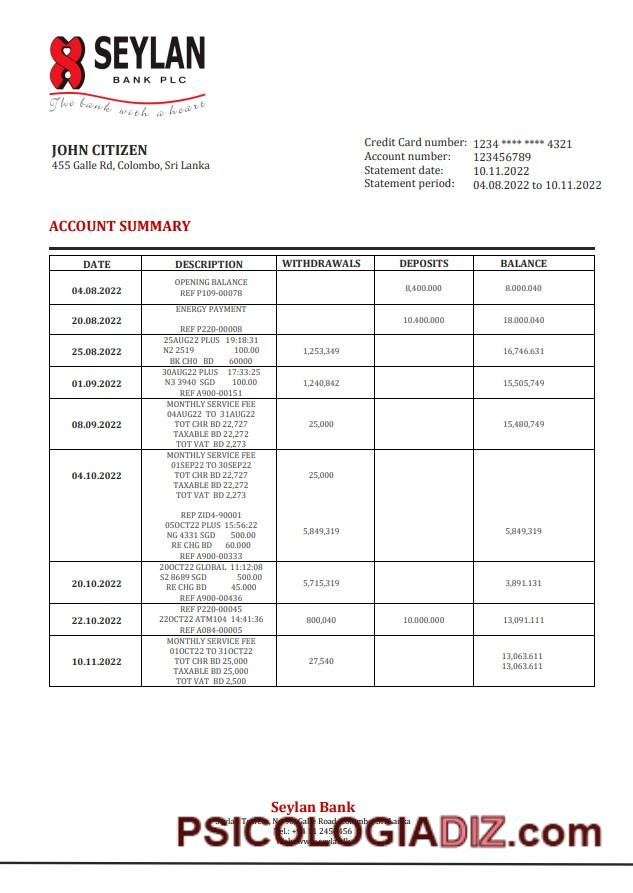 SEYLAN
BANK PLC
The bank with a heart
JOHN CITIZEN
455 Galle Rd, Colombo, Sri Lanka
Credit Card number: 1234 **** **** 4321
Account number: 123456789
Statement date: 10.11.2022
Statement period: 04.08.2022 to 10.11.2022
ACCOUNT SUMMARY
DATE DESCRIPTION WITHDRAWALS DEPOSITS BALANCE
OPENING BALANCE
04.08.2022 8,400.000 8.000.040
REF P109-00078
ENERGY PAYMENT
20.08.2022 10.400.000 18.000.040
REF P220-00008
25AUG22 PLUS 19:18:31
25.08.2022 N2 2519 100.00 1,253,349 16,746.631
BK CH0 BD 60000
30AUG22 PLUS 17:33:25
01.09.2022 N3 3940 SGD 100.00 1,240,842 15,505,749
REF A900-00151
MONTHLY SERVICE FEE
04AUG22 TO 31AUG22
08.09.2022 TOT CHR BD 22,727 25,000 15,480,749
TAXABLE BD 22,272
TOT VAT BD 2,273
MONTHLY SERVICE FEE
01SEP22 TO 30SEP22
04.10.2022 TOT CHR BD 22,727 25,000
TAXABLE BD 22,272
TOT VAT BD 2,273
REP ZID4-90001
05OCT22 PLUS 15:56:22
NG 4331 SGD 500.00 5,849,319 5,849,319
RE CHG BD 60.000
REF A900-00333
20OCT22 GLOBAL 11:12:08
S2 8689 SGD 500.00
20.10.2022 5,715,319 3,891.131
RE CHG BD 45.000
REF A900-00436
REF P220-00045
22.10.2022 22OCT22 ATM104 14:41:36 800,040 10.000.000 13,091.111
REF A084-00005
MONTHLY SERVICE FEE
01OCT22 TO 31OCT22 13,063.611
10.11.2022 TOT CHR BD 25,000 27,540 13,063.611
TAXABLE BD 25,000
TOT VAT BD 2,500
Seylan Bank
PSICOLOGIADIZ.com